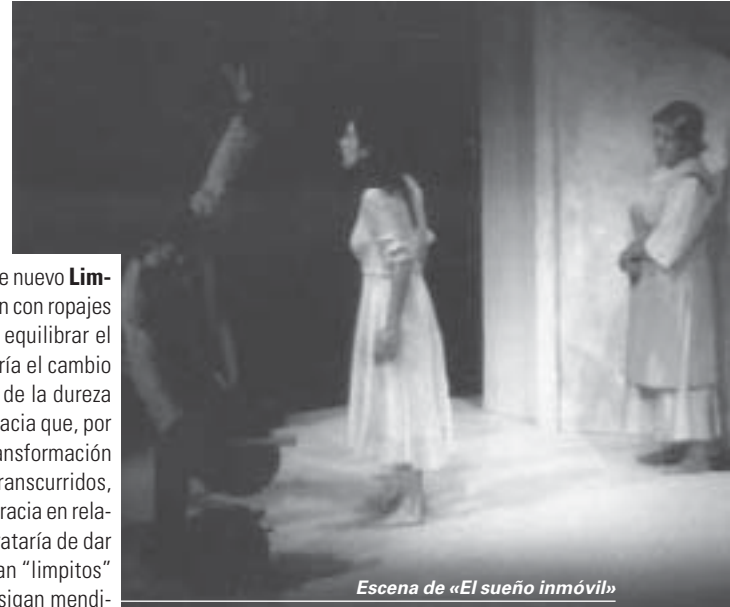 e nuevo Lim-
n con ropajes
equilibrar el
ría el cambio
de la dureza
acia que, por
ansformación
ranscurridos,
racia en rela-
ataría de dar
an "limpitos"
sigan mendi-
Escena de «El sueño inmóvil»